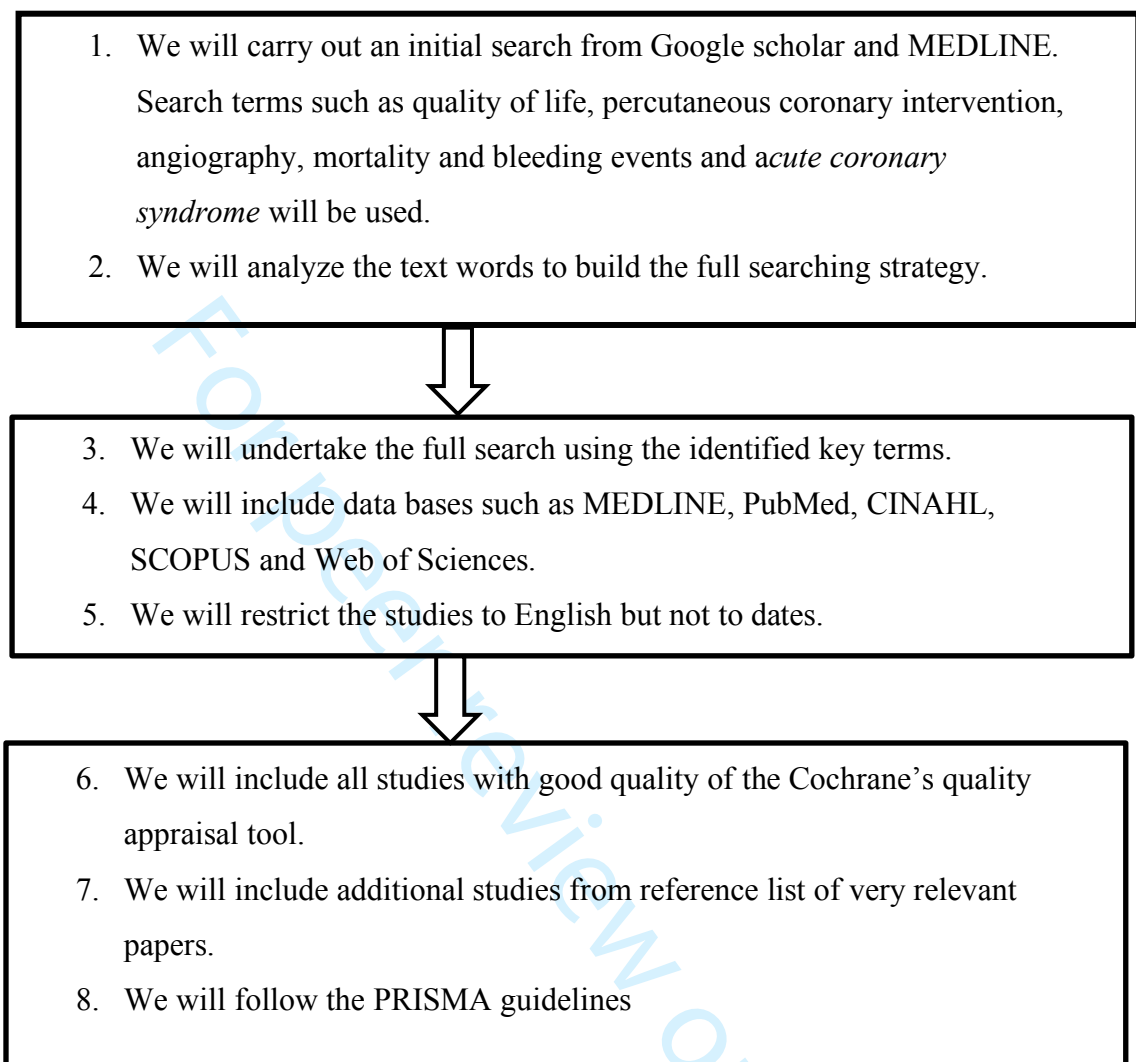 1. We will carry out an initial search from Google scholar and MEDLINE.
Search terms such as quality of life, percutaneous coronary intervention,
angiography, mortality and bleeding events and acute coronary
syndrome will be used.
2. We will analyze the text words to build the full searching strategy.
3. We will undertake the full search using the identified key terms.
4. We will include data bases such as MEDLINE, PubMed, CINAHL,
SCOPUS and Web of Sciences.
5. We will restrict the studies to English but not to dates.
6. We will include all studies with good quality of the Cochrane’s quality
appraisal tool.
7. We will include additional studies from reference list of very relevant
papers.
8. We will follow the PRISMA guidelines
For peer review o